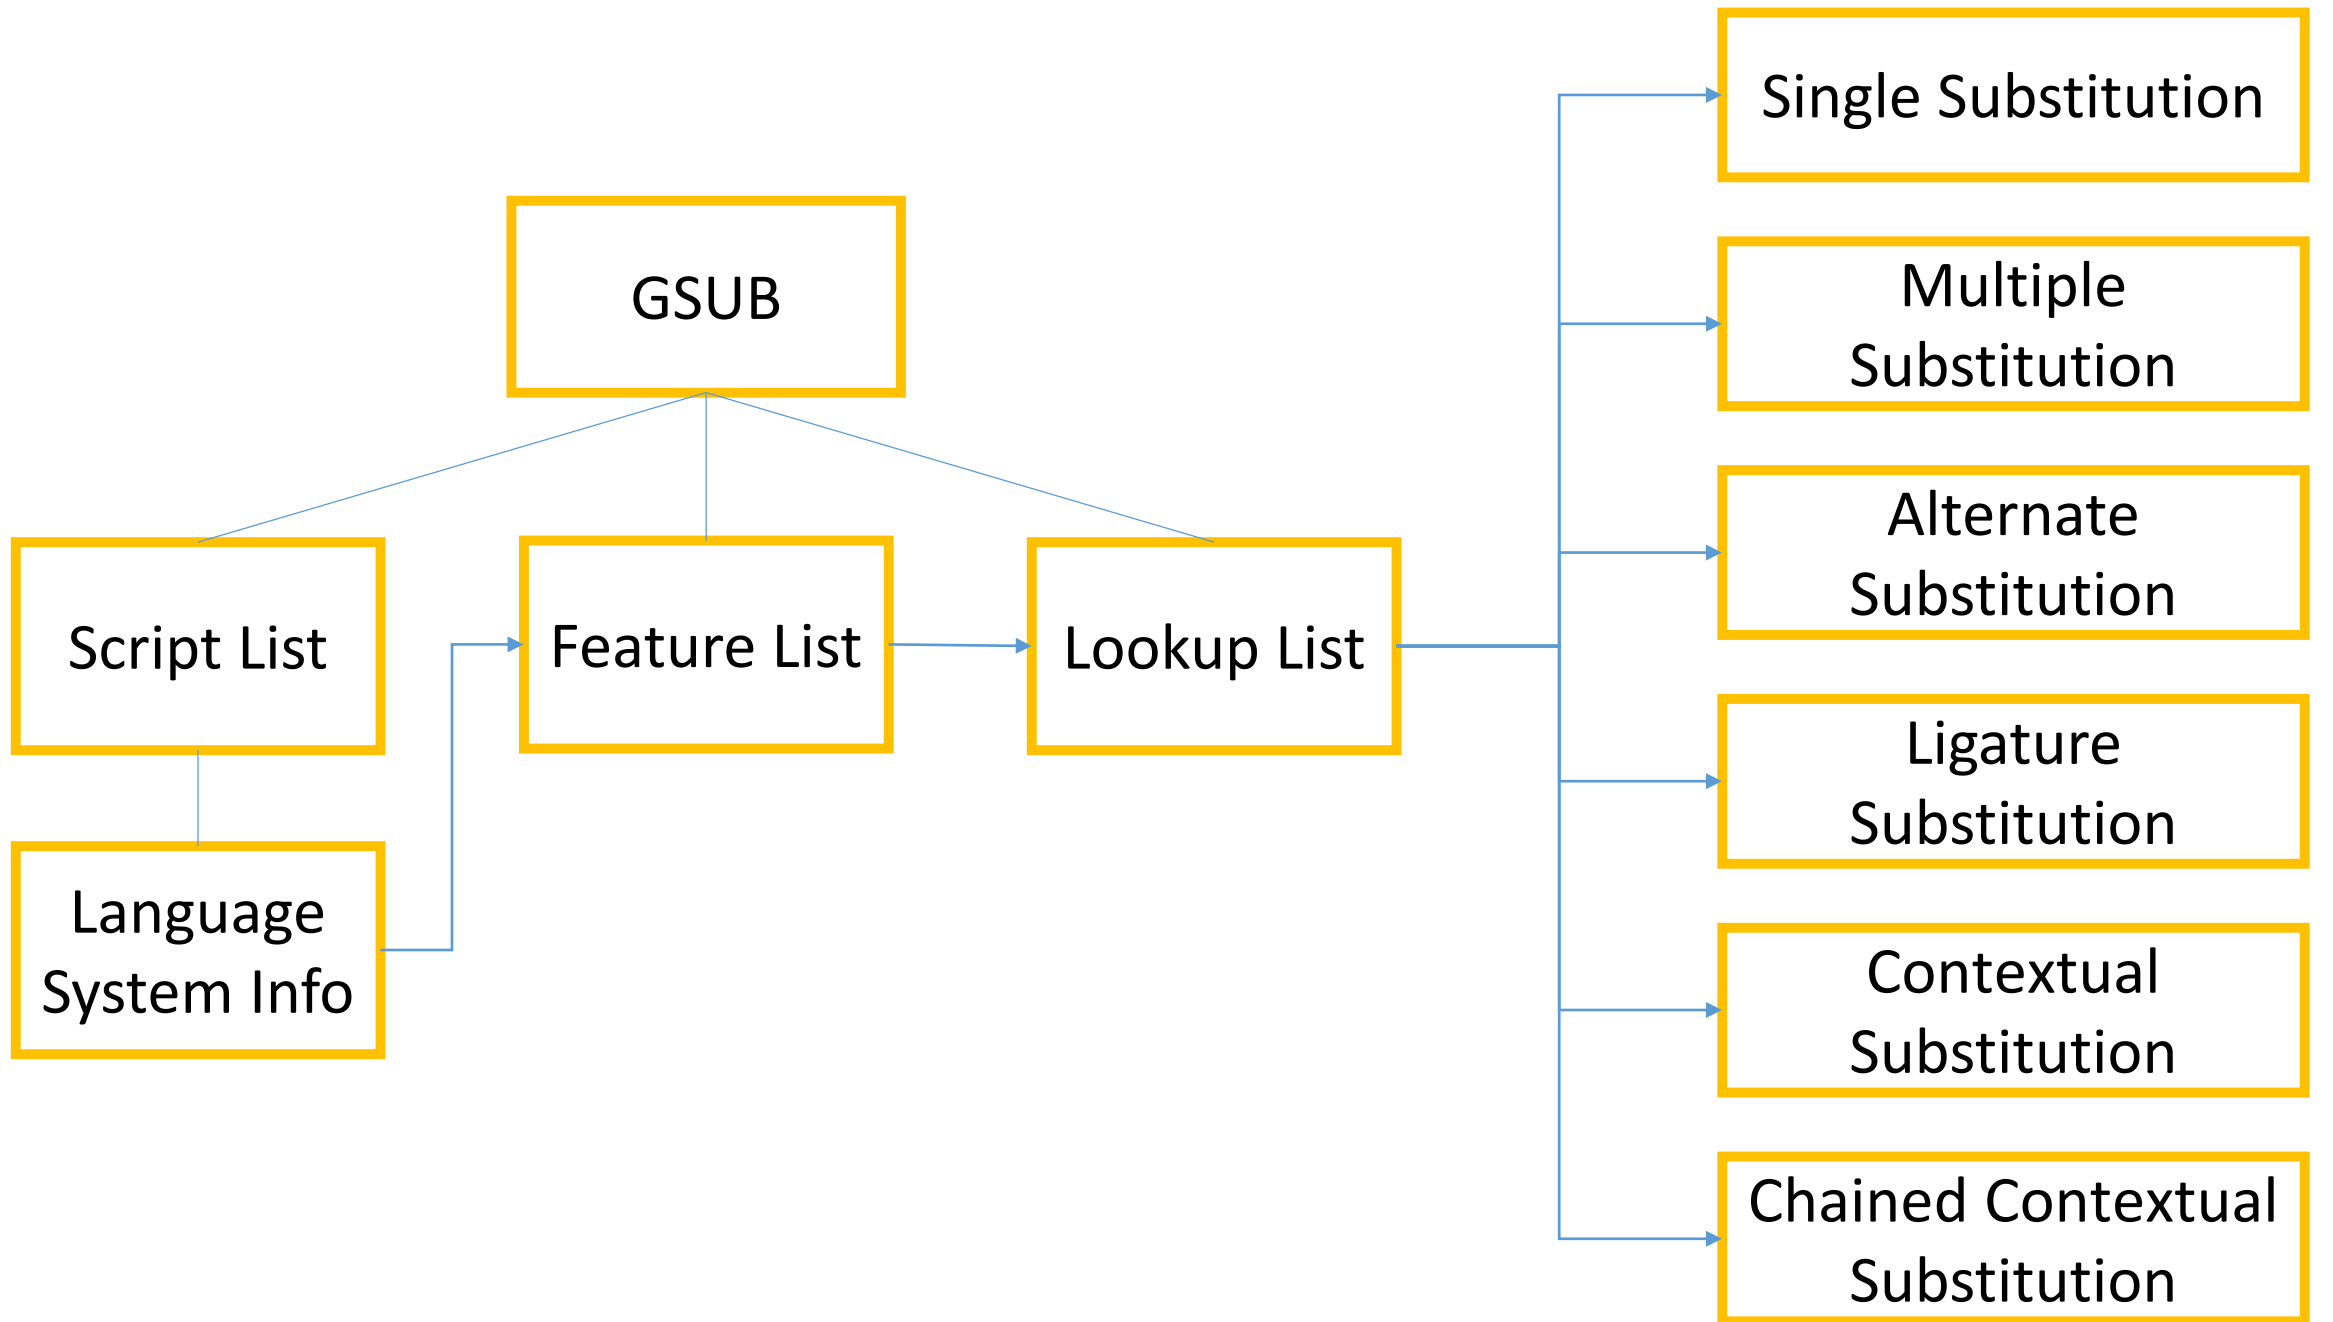 GSUB
Script List
Feature List
Lookup List
Language
System Info
Single Substitution
Multiple
Substitution
Alternate
Substitution
Ligature
Substitution
Contextual
Substitution
Chained Contextual
Substitution